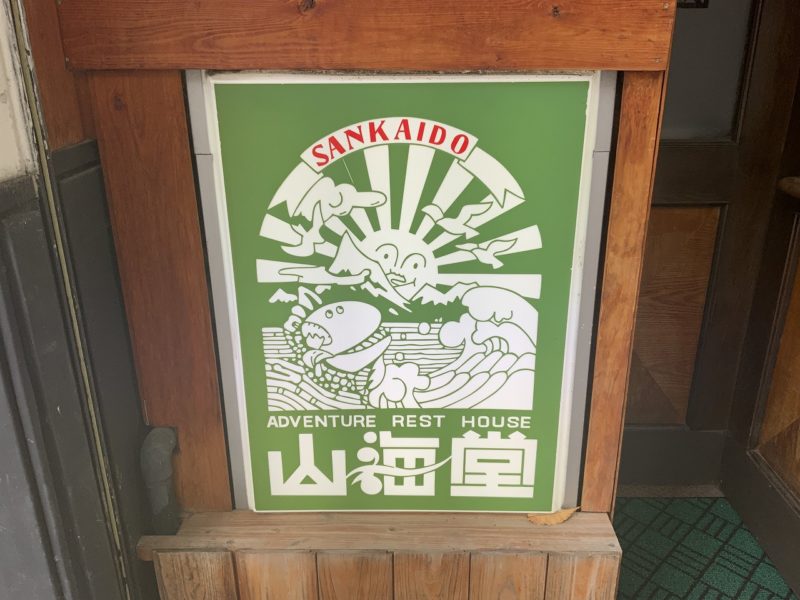 SANKAIDO
ADVENTURE REST HOUSE
山海堂